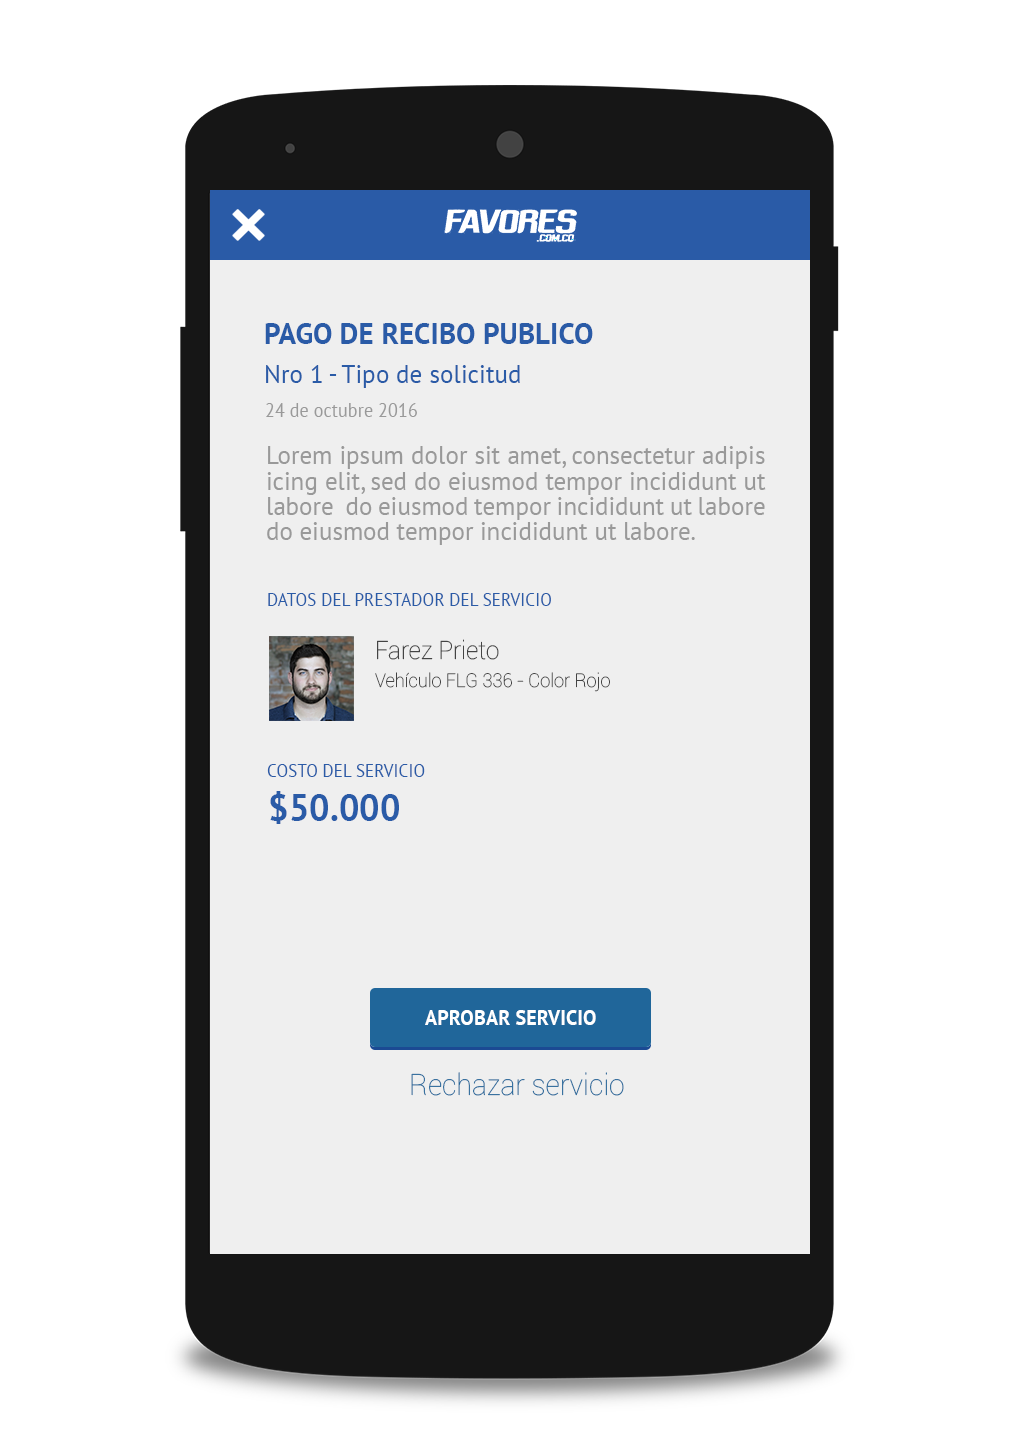 FAVORES
.COM.CO
PAGO DE RECIBO PUBLICO
Nro 1 - Tipo de solicitud
24 de octubre 2016
Lorem ipsum dolor sit amet, consectetur adipis
icing elit, sed do eiusmod tempor incididunt ut
labore  do eiusmod tempor incididunt ut labore
do eiusmod tempor incididunt ut labore.
DATOS DEL PRESTADOR DEL SERVICIO
Farez Prieto
Vehículo FLG 336 - Color Rojo
COSTO DEL SERVICIO
$50.000
APROBAR SERVICIO
Rechazar servicio